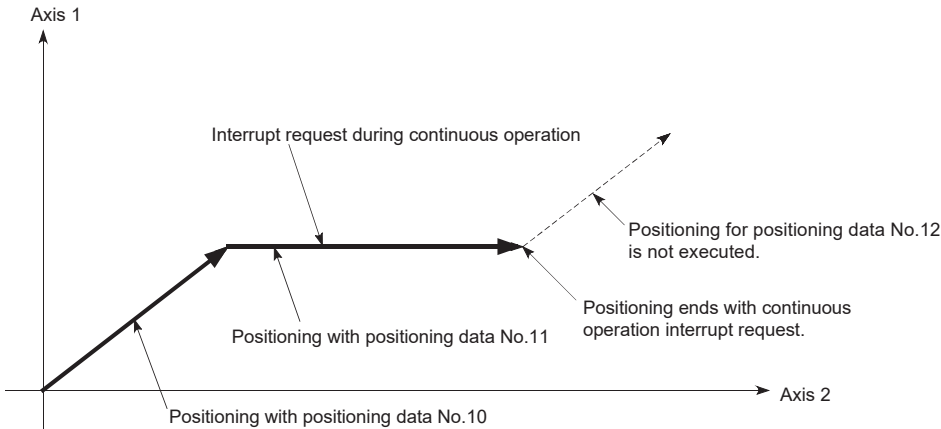 Axis 1
Interrupt request during continuous operation
Positioning for positioning data No.12
is not executed.
Positioning ends with continuous
operation interrupt request.
Positioning with positioning data No.11
Axis 2
Positioning with positioning data No.10